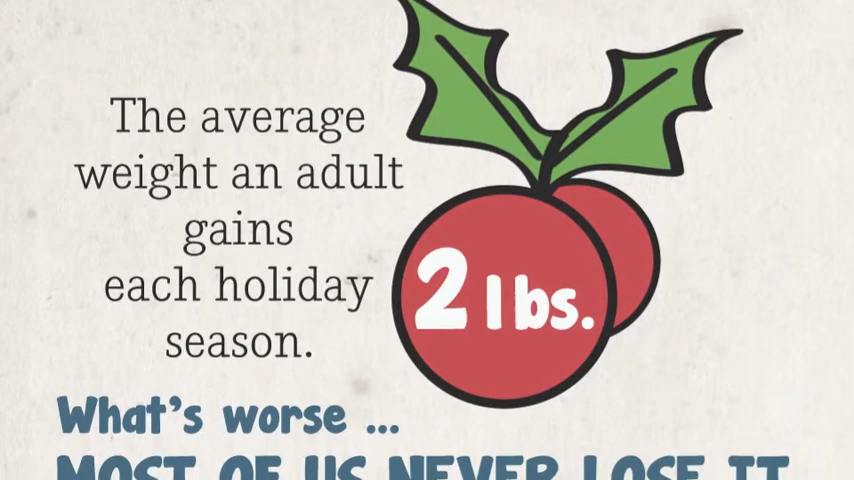 The average
weight an adult
gains
each holiday
season.
2 lbs.
What's worse ...
MOST OF US NEVER LOSE IT